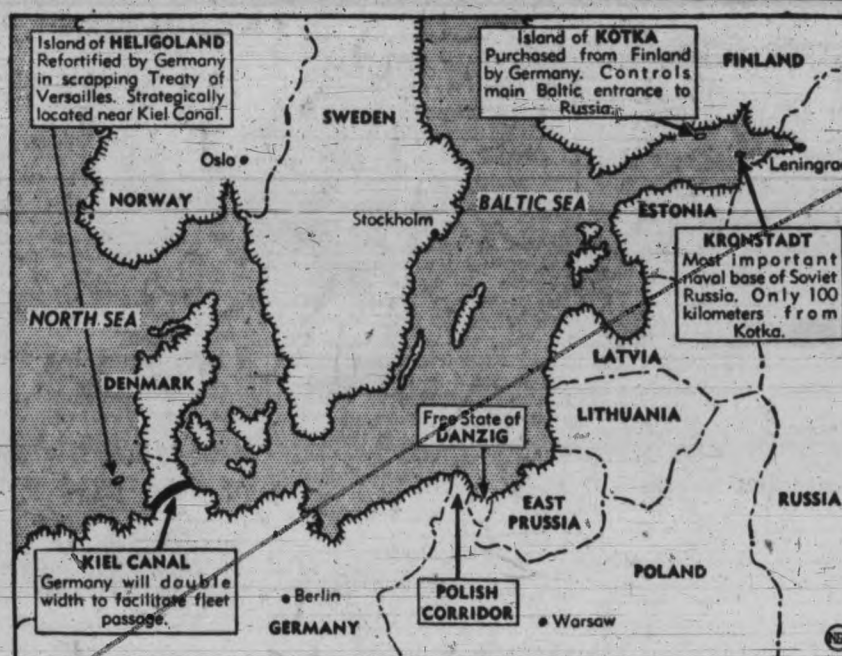 Island of HELIGOLAND
Refortified by Germany
in scrapping Treaty of
Versailles. Strategically
located near Kiel Canal.
Island of KOTKA
Purchased from Finland
by Germany. Controls
main Baltic entrance to
Russia.
FINLAND
SWEDEN
Oslo
Leningrad
NORWAY
BALTIC SEA
ESTONIA
Stockholm
KRONSTADT
Most important
naval base of Soviet
Russia. Only 100
kilometers from
Kotka.
NORTH SEA
LATVIA
DENMARK
LITHUANIA
Free State of
DANZIG
EAST
PRUSSIA
RUSSIA
KIEL CANAL
Germany will double
width to facilitate fleet
passage.
POLAND
Berlin
POLISH
CORRIDOR
Warsaw
GERMANY